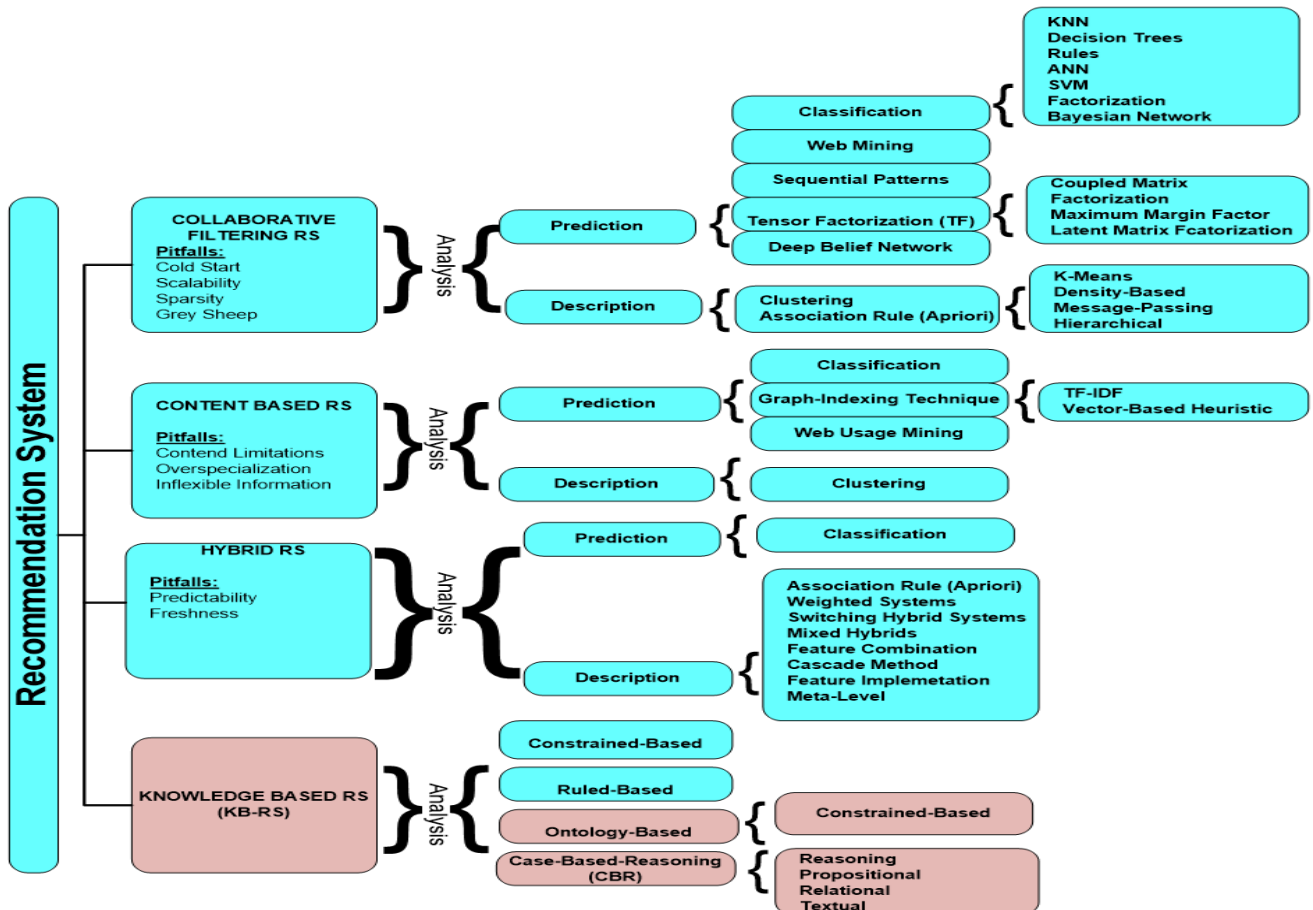 Recommendation System
COLLABORATIVE
FILTERING RS
Pitfalls:
Cold Start
Scalability
Sparsity
Grey Sheep
Analysis
Prediction
Classification
KNN
Decision Trees
Rules
ANN
SVM
Factorization
Bayesian Network
Web Mining
Sequential Patterns
Tensor Factorization (TF)
Coupled Matrix
Factorization
Maximum Margin Factor
Latent Matrix Fcatorization
Deep Belief Network
Description
Clustering
Association Rule (Apriori)
K-Means
Density-Based
Message-Passing
Hierarchical
CONTENT BASED RS
Pitfalls:
Contend Limitations
Overspecialization
Inflexible Information
Analysis
Prediction
Classification
Graph-Indexing Technique
TF-IDF
Vector-Based Heuristic
Web Usage Mining
Description
Clustering
HYBRID RS
Pitfalls:
Predictability
Freshness
Analysis
Prediction
Classification
Description
Association Rule (Apriori)
Weighted Systems
Switching Hybrid Systems
Mixed Hybrids
Feature Combination
Cascade Method
Feature Implemetation
Meta-Level
KNOWLEDGE BASED RS
(KB-RS)
Analysis
Constrained-Based
Ruled-Based
Ontology-Based
Constrained-Based
Case-Based-Reasoning
(CBR)
Reasoning
Propositional
Relational
Textual